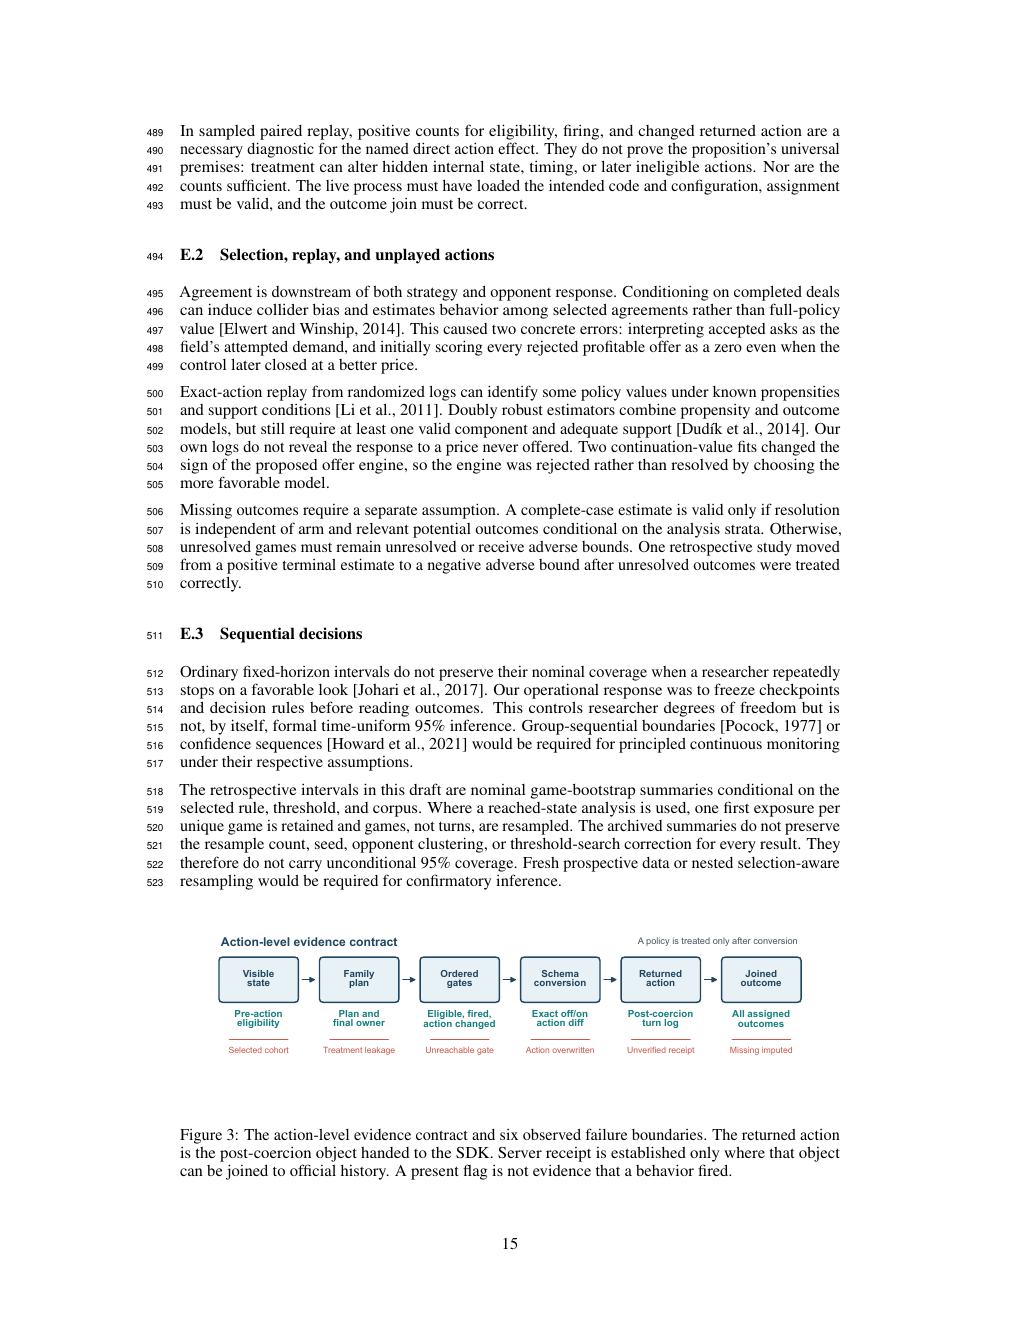 489 In sampled paired replay, positive counts for eligibility, firing, and changed returned action are a
490 necessary diagnostic for the named direct action effect. They do not prove the proposition's universal
491 premises: treatment can alter hidden internal state, timing, or later ineligible actions. Nor are the
492 counts sufficient. The live process must have loaded the intended code and configuration, assignment
493 must be valid, and the outcome join must be correct.
494 E.2 Selection, replay, and unplayed actions
495 Agreement is downstream of both strategy and opponent response. Conditioning on completed deals
496 can induce collider bias and estimates behavior among selected agreements rather than full-policy
497 value [Elwert and Winship, 2014]. This caused two concrete errors: interpreting accepted asks as the
498 field's attempted demand, and initially scoring every rejected profitable offer as a zero even when the
499 control later closed at a better price.
500 Exact-action replay from randomized logs can identify some policy values under known propensities
501 and support conditions [Li et al., 2011]. Doubly robust estimators combine propensity and outcome
502 models, but still require at least one valid component and adequate support [Dudík et al., 2014]. Our
503 own logs do not reveal the response to a price never offered. Two continuation-value fits changed the
504 sign of the proposed offer engine, so the engine was rejected rather than resolved by choosing the
505 more favorable model.
506 Missing outcomes require a separate assumption. A complete-case estimate is valid only if resolution
507 is independent of arm and relevant potential outcomes conditional on the analysis strata. Otherwise,
508 unresolved games must remain unresolved or receive adverse bounds. One retrospective study moved
509 from a positive terminal estimate to a negative adverse bound after unresolved outcomes were treated
510 correctly.
511 E.3 Sequential decisions
512 Ordinary fixed-horizon intervals do not preserve their nominal coverage when a researcher repeatedly
513 stops on a favorable look [Johari et al., 2017]. Our operational response was to freeze checkpoints
514 and decision rules before reading outcomes. This controls researcher degrees of freedom but is
515 not, by itself, formal time-uniform 95% inference. Group-sequential boundaries [Pocock, 1977] or
516 confidence sequences [Howard et al., 2021] would be required for principled continuous monitoring
517 under their respective assumptions.
518 The retrospective intervals in this draft are nominal game-bootstrap summaries conditional on the
519 selected rule, threshold, and corpus. Where a reached-state analysis is used, one first exposure per
520 unique game is retained and games, not turns, are resampled. The archived summaries do not preserve
521 the resample count, seed, opponent clustering, or threshold-search correction for every result. They
522 therefore do not carry unconditional 95% coverage. Fresh prospective data or nested selection-aware
523 resampling would be required for confirmatory inference.
Action-level evidence contract
A policy is treated only after conversion
Visible
state
Pre-action
eligibility
Selected cohort
Family
plan
Plan and
final owner
Treatment leakage
Ordered
gates
Eligible, fired,
action changed
Unreachable gate
Schema
conversion
Exact off/on
action diff
Action overwritten
Returned
action
Post-coercion
turn log
Unverified receipt
Joined
outcome
All assigned
outcomes
Missing imputed
Figure 3: The action-level evidence contract and six observed failure boundaries. The returned action
is the post-coercion object handed to the SDK. Server receipt is established only where that object
can be joined to official history. A present flag is not evidence that a behavior fired.
15